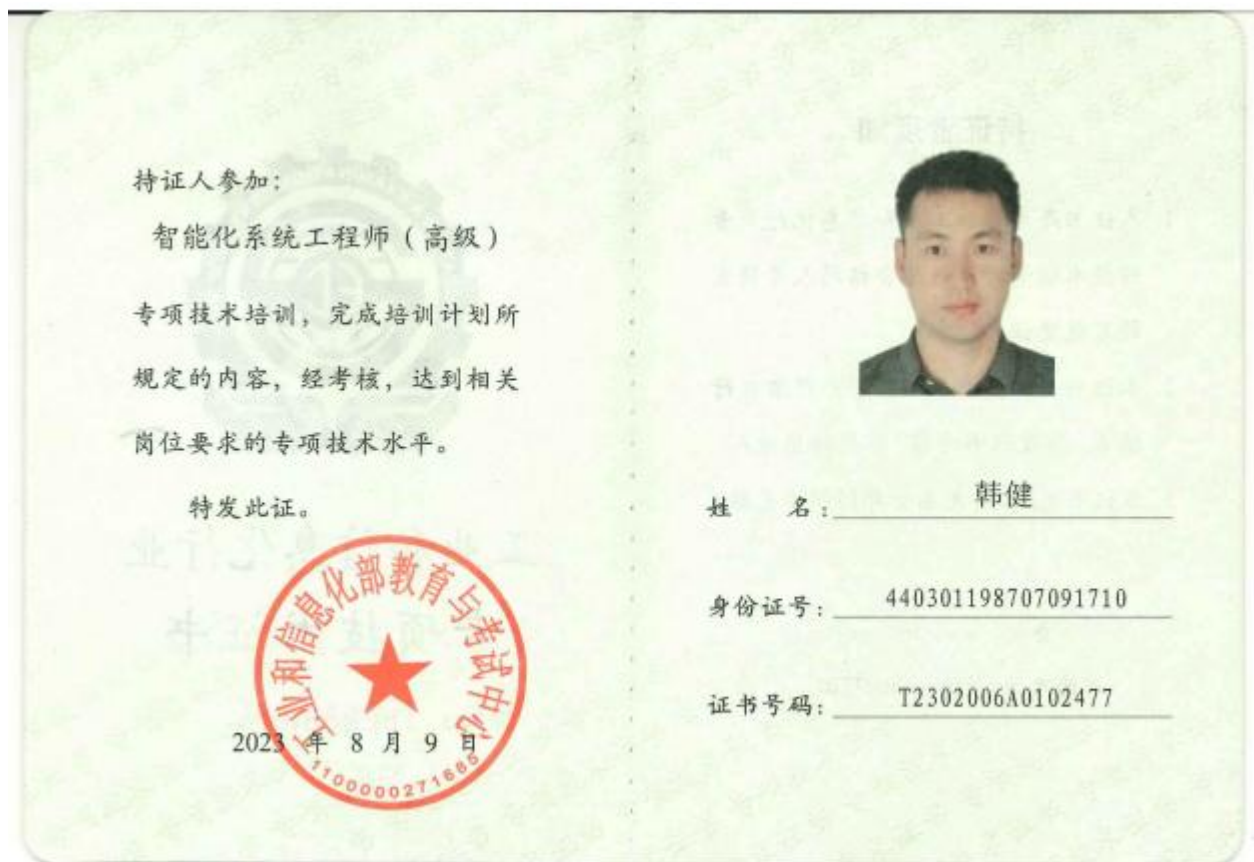 持证人参加：
智能化系统工程师（高级）
专项技术培训，完成培训计划所
规定的内容，经考核，达到相关
岗位要求的专项技术水平。
特发此证。
工业和信息化部教育与考试中心
2023 年 8 月 9 日
1100000271665
姓 名：韩健
身份证号：440301198707091710
证书号码：T2302006A0102477